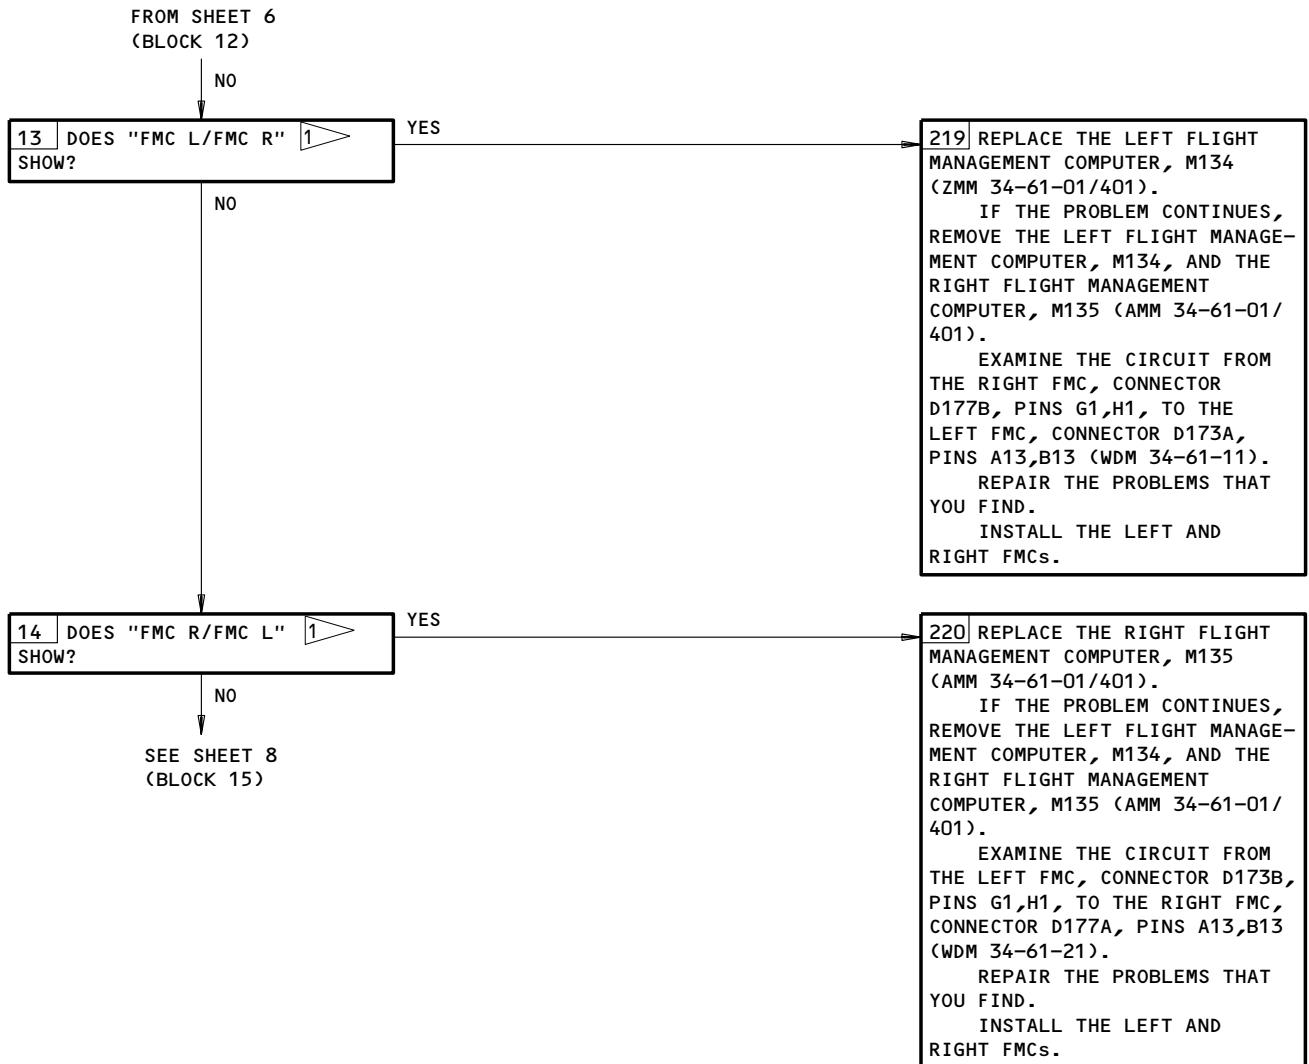 FROM SHEET 6
(BLOCK 12)
NO
13 DOES "FMC L/FMC R" 1
SHOW?
YES
NO
219 REPLACE THE LEFT FLIGHT
MANAGEMENT COMPUTER, M134
(ZMM 34-61-01/401).
IF THE PROBLEM CONTINUES,
REMOVE THE LEFT FLIGHT MANAGE-
MENT COMPUTER, M134, AND THE
RIGHT FLIGHT MANAGEMENT
COMPUTER, M135 (AMM 34-61-01/
401).
EXAMINE THE CIRCUIT FROM
THE RIGHT FMC, CONNECTOR
D177B, PINS G1,H1, TO THE
LEFT FMC, CONNECTOR D173A,
PINS A13,B13 (WDM 34-61-11).
REPAIR THE PROBLEMS THAT
YOU FIND.
INSTALL THE LEFT AND
RIGHT FMCs.
14 DOES "FMC R/FMC L" 1
SHOW?
YES
NO
SEE SHEET 8
(BLOCK 15)
220 REPLACE THE RIGHT FLIGHT
MANAGEMENT COMPUTER, M135
(AMM 34-61-01/401).
IF THE PROBLEM CONTINUES,
REMOVE THE LEFT FLIGHT MANAGE-
MENT COMPUTER, M134, AND THE
RIGHT FLIGHT MANAGEMENT
COMPUTER, M135 (AMM 34-61-01/
401).
EXAMINE THE CIRCUIT FROM
THE LEFT FMC, CONNECTOR D173B,
PINS G1,H1, TO THE RIGHT FMC,
CONNECTOR D177A, PINS A13,B13
(WDM 34-61-21).
REPAIR THE PROBLEMS THAT
YOU FIND.
INSTALL THE LEFT AND
RIGHT FMCs.